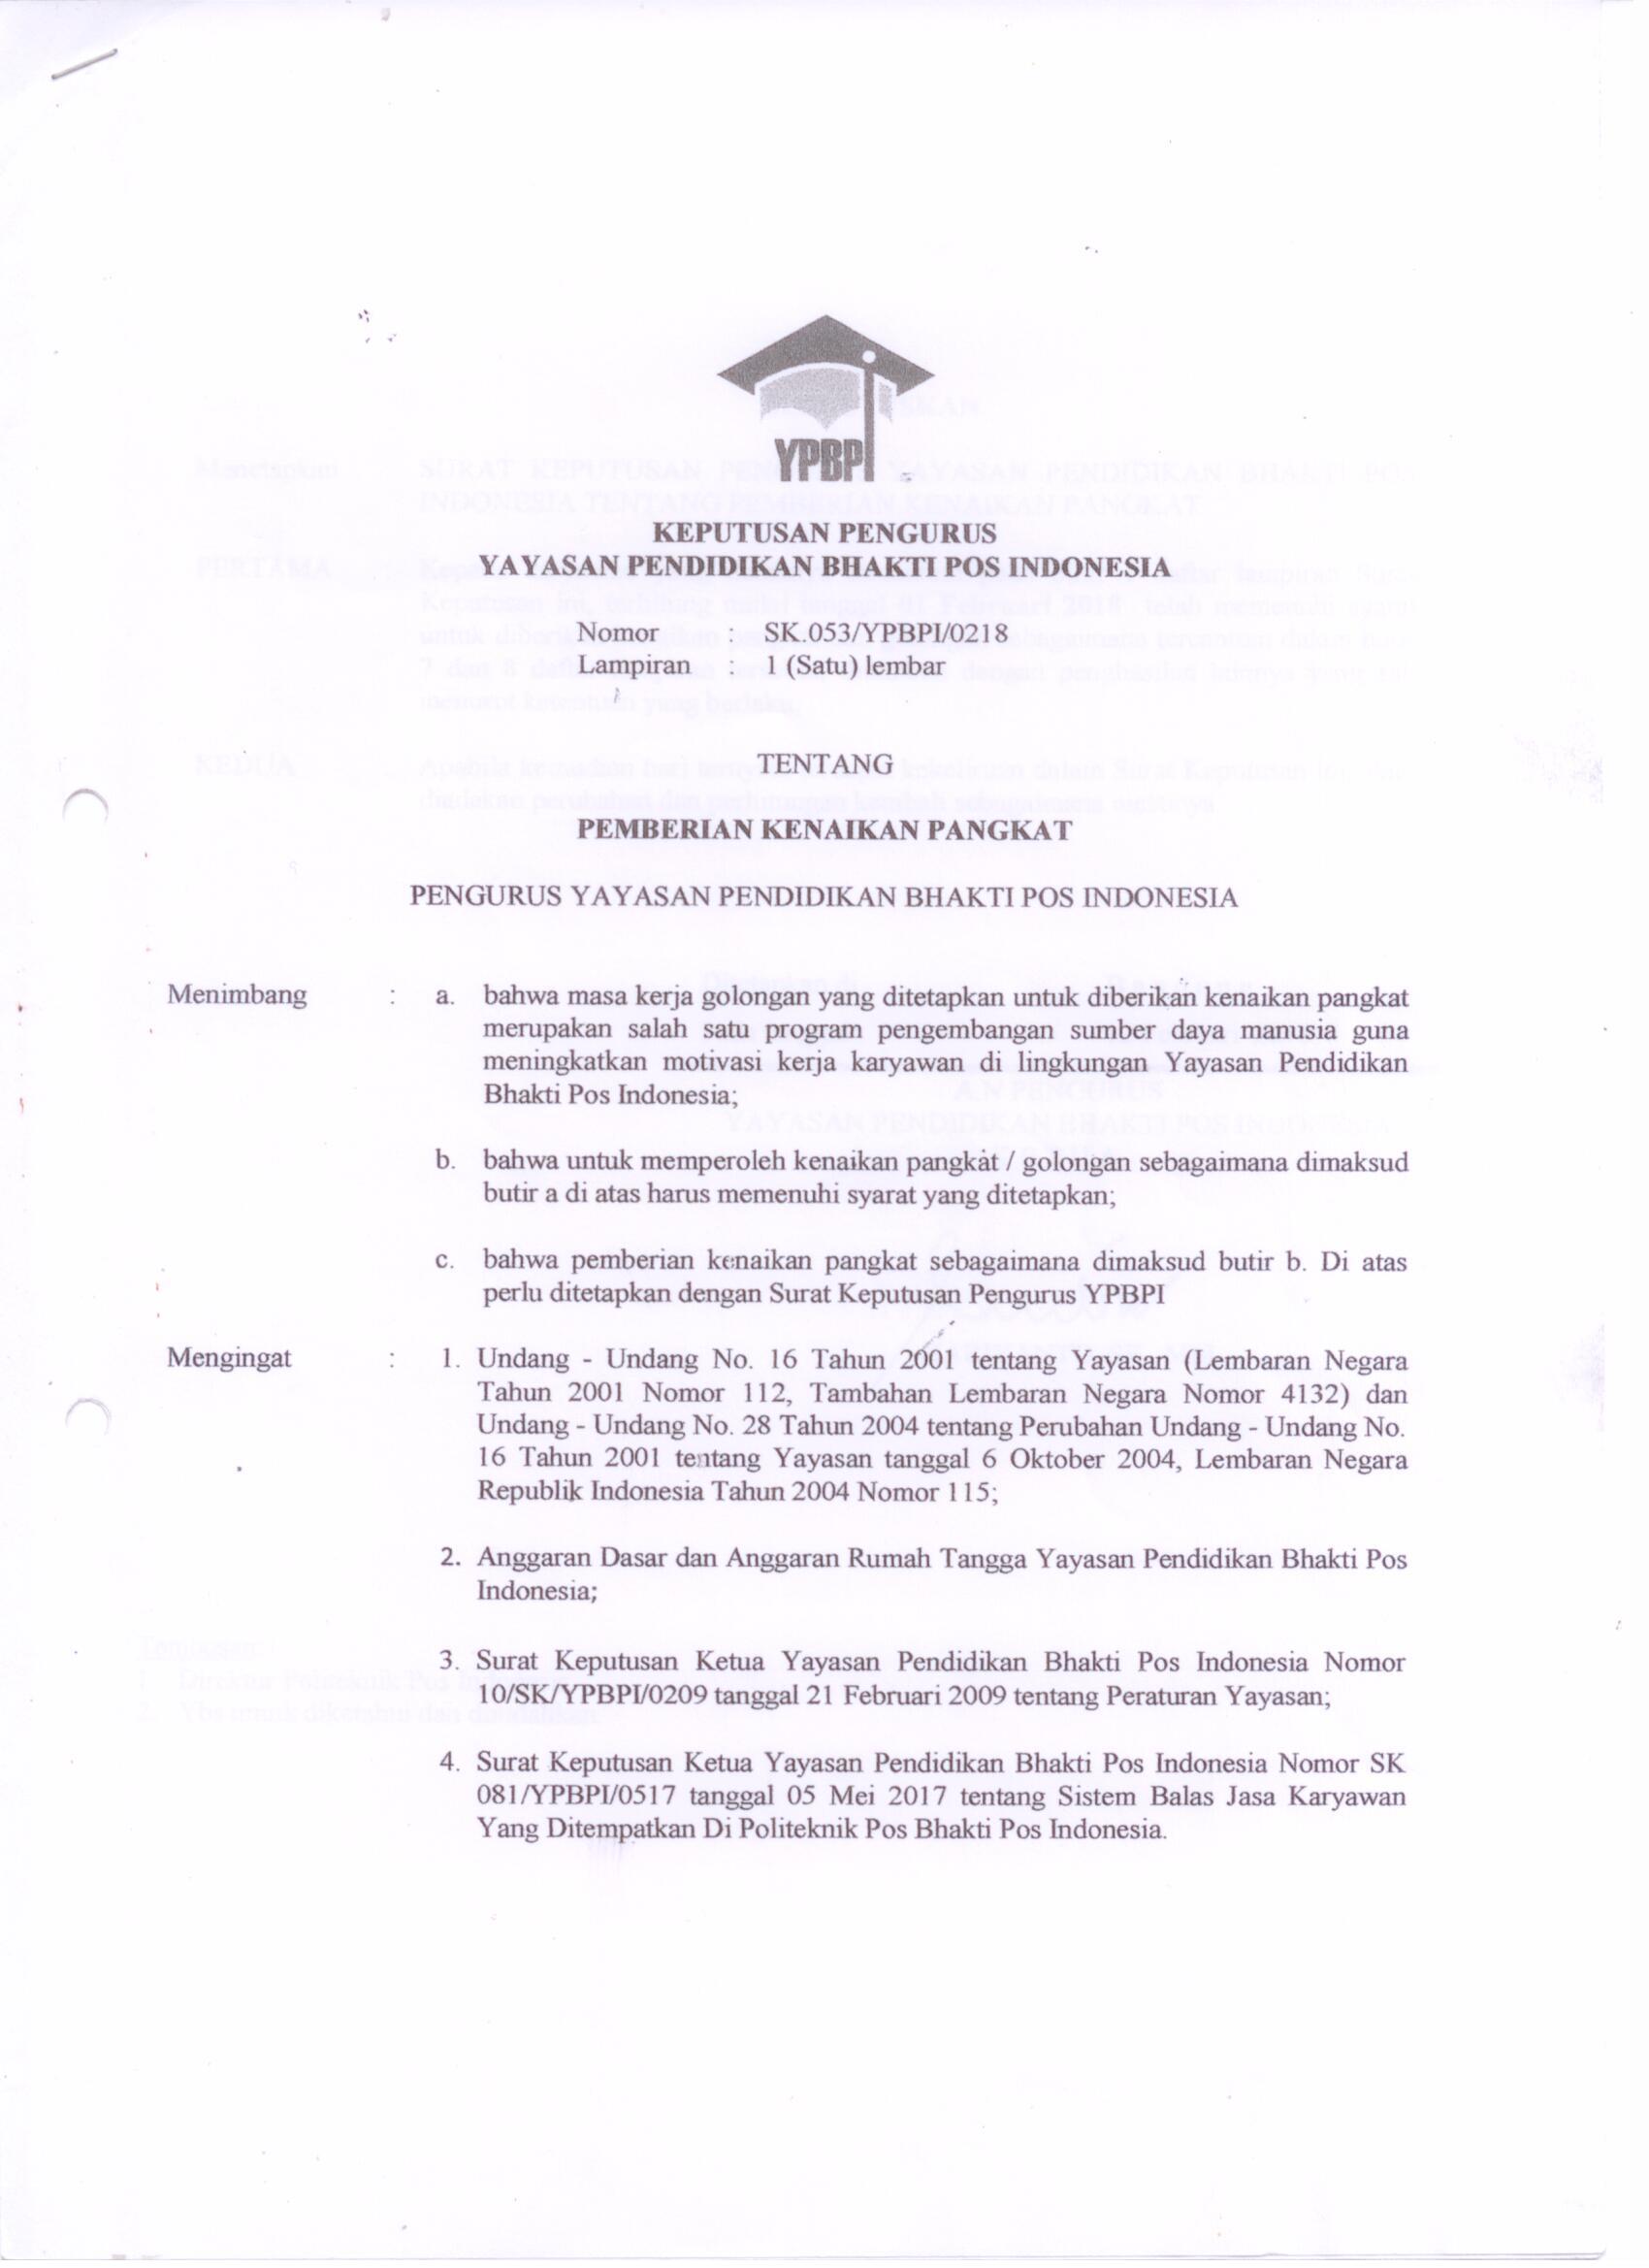 YPBPI
KEPUTUSAN PENGURUS
YAYASAN PENDIDIKAN BHAKTI POS INDONESIA
Nomor : SK.053/YPBPI/0218
Lampiran : 1 (Satu) lembar
TENTANG
PEMBERIAN KENAIKAN PANGKAT
PENGURUS YAYASAN PENDIDIKAN BHAKTI POS INDONESIA
Menimbang : a. bahwa masa kerja golongan yang ditetapkan untuk diberikan kenaikan pangkat
merupakan salah satu program pengembangan sumber daya manusia guna
meningkatkan motivasi kerja karyawan di lingkungan Yayasan Pendidikan
Bhakti Pos Indonesia;
b. bahwa untuk memperoleh kenaikan pangkat / golongan sebagaimana dimaksud
butir a di atas harus memenuhi syarat yang ditetapkan;
c. bahwa pemberian kenaikan pangkat sebagaimana dimaksud butir b. Di atas
perlu ditetapkan dengan Surat Keputusan Pengurus YPBPI
Mengingat : 1. Undang - Undang No. 16 Tahun 2001 tentang Yayasan (Lembaran Negara
Tahun 2001 Nomor 112, Tambahan Lembaran Negara Nomor 4132) dan
Undang - Undang No. 28 Tahun 2004 tentang Perubahan Undang - Undang No.
16 Tahun 2001 tentang Yayasan tanggal 6 Oktober 2004, Lembaran Negara
Republik Indonesia Tahun 2004 Nomor 115;
2. Anggaran Dasar dan Anggaran Rumah Tangga Yayasan Pendidikan Bhakti Pos
Indonesia;
3. Surat Keputusan Ketua Yayasan Pendidikan Bhakti Pos Indonesia Nomor
10/SK/YPBPI/0209 tanggal 21 Februari 2009 tentang Peraturan Yayasan;
4. Surat Keputusan Ketua Yayasan Pendidikan Bhakti Pos Indonesia Nomor SK
081/YPBPI/0517 tanggal 05 Mei 2017 tentang Sistem Balas Jasa Karyawan
Yang Ditempatkan Di Politeknik Pos Bhakti Pos Indonesia.